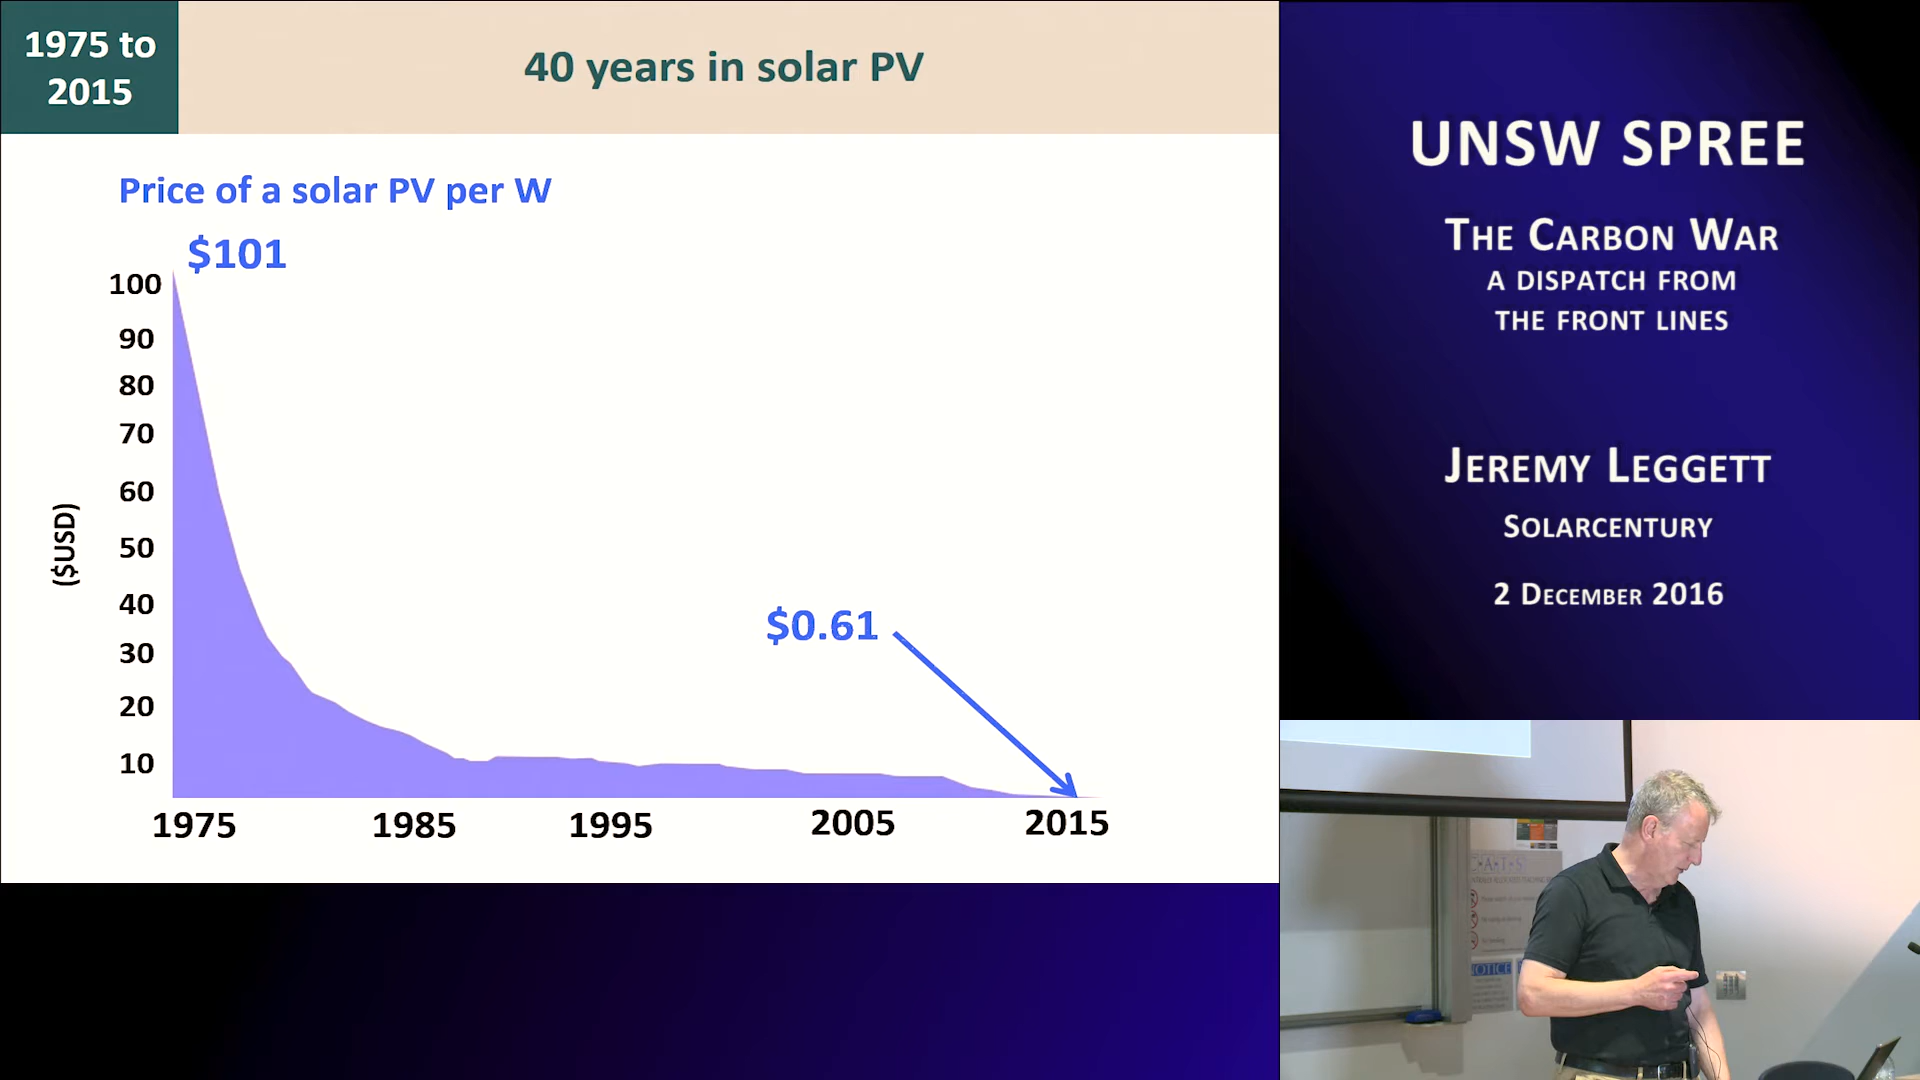 1975 to
2015
40 years in solar PV
Price of a solar PV per W
$101
100
90
80
70
60
50
40
30
20
10
($USD)
$0.61
1975
1985
1995
2005
2015
UNSW SPREE
THE CARBON WAR
A DISPATCH FROM
THE FRONT LINES
JEREMY LEGGETT
SOLARCENTURY
2 DECEMBER 2016
NOTICE